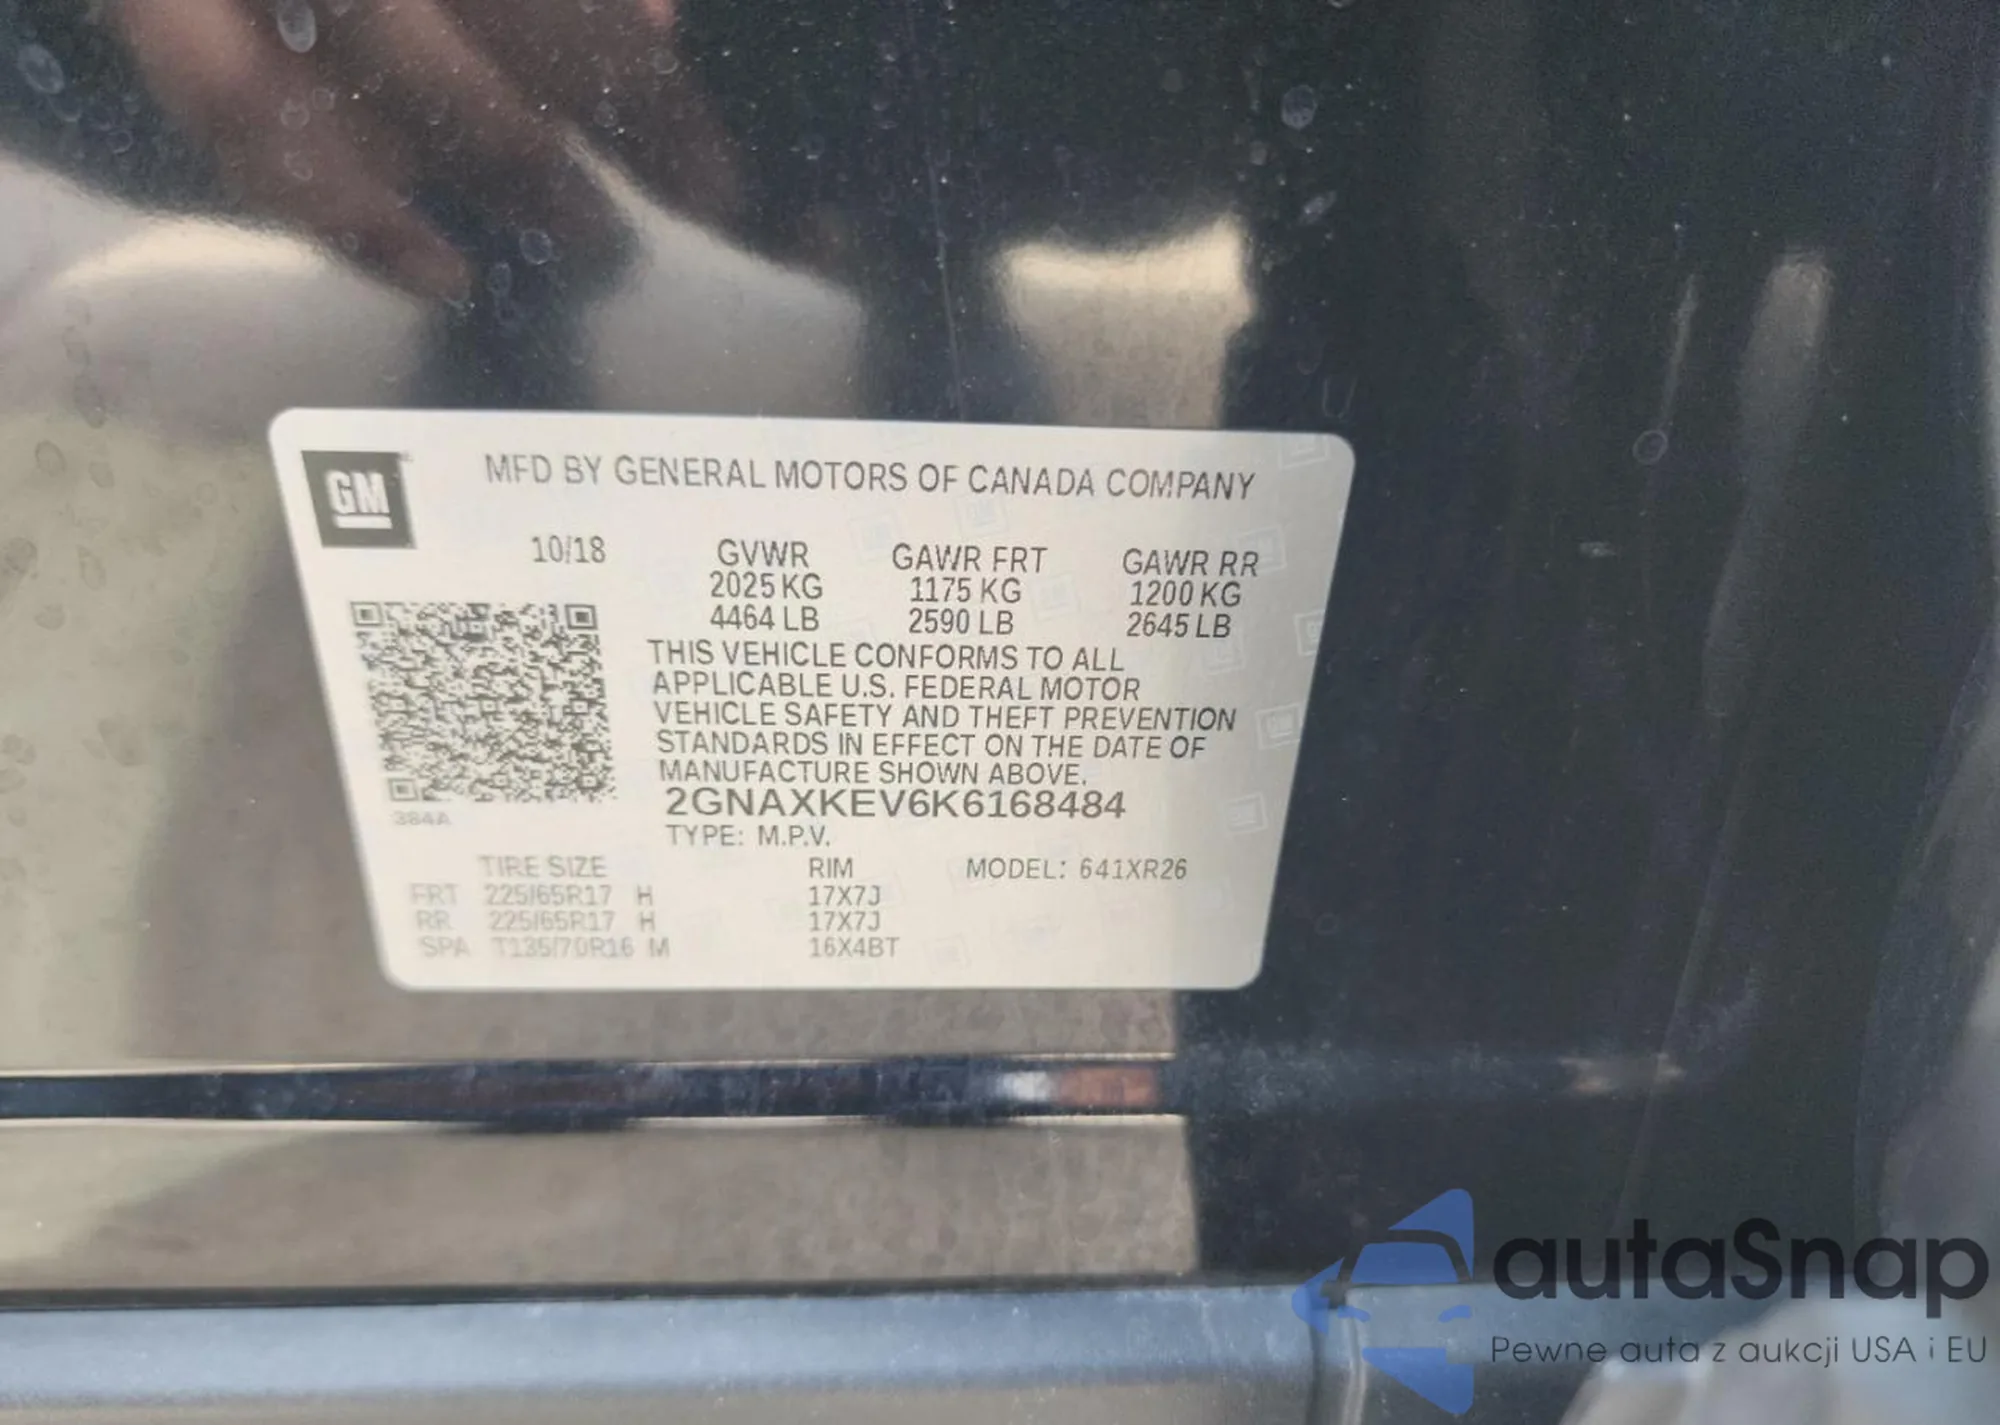 GM
MFD BY GENERAL MOTORS OF CANADA COMPANY
10/18 GVWR GAWR FRT GAWR RR
2025 KG 1175 KG 1200 KG
4464 LB 2590 LB 2645 LB
THIS VEHICLE CONFORMS TO ALL
APPLICABLE U.S. FEDERAL MOTOR
VEHICLE SAFETY AND THEFT PREVENTION
STANDARDS IN EFFECT ON THE DATE OF
MANUFACTURE SHOWN ABOVE.
2GNAXKEV6K6168484
384A
TYPE: M.P.V.
TIRE SIZE RIM MODEL: 641XR26
FRT 225/65R17 H 17X7J
RR 225/65R17 H 17X7J
SPA T135/70R16 M 16X4BT
autaSnap
Pewne auta z aukcji USA i EU